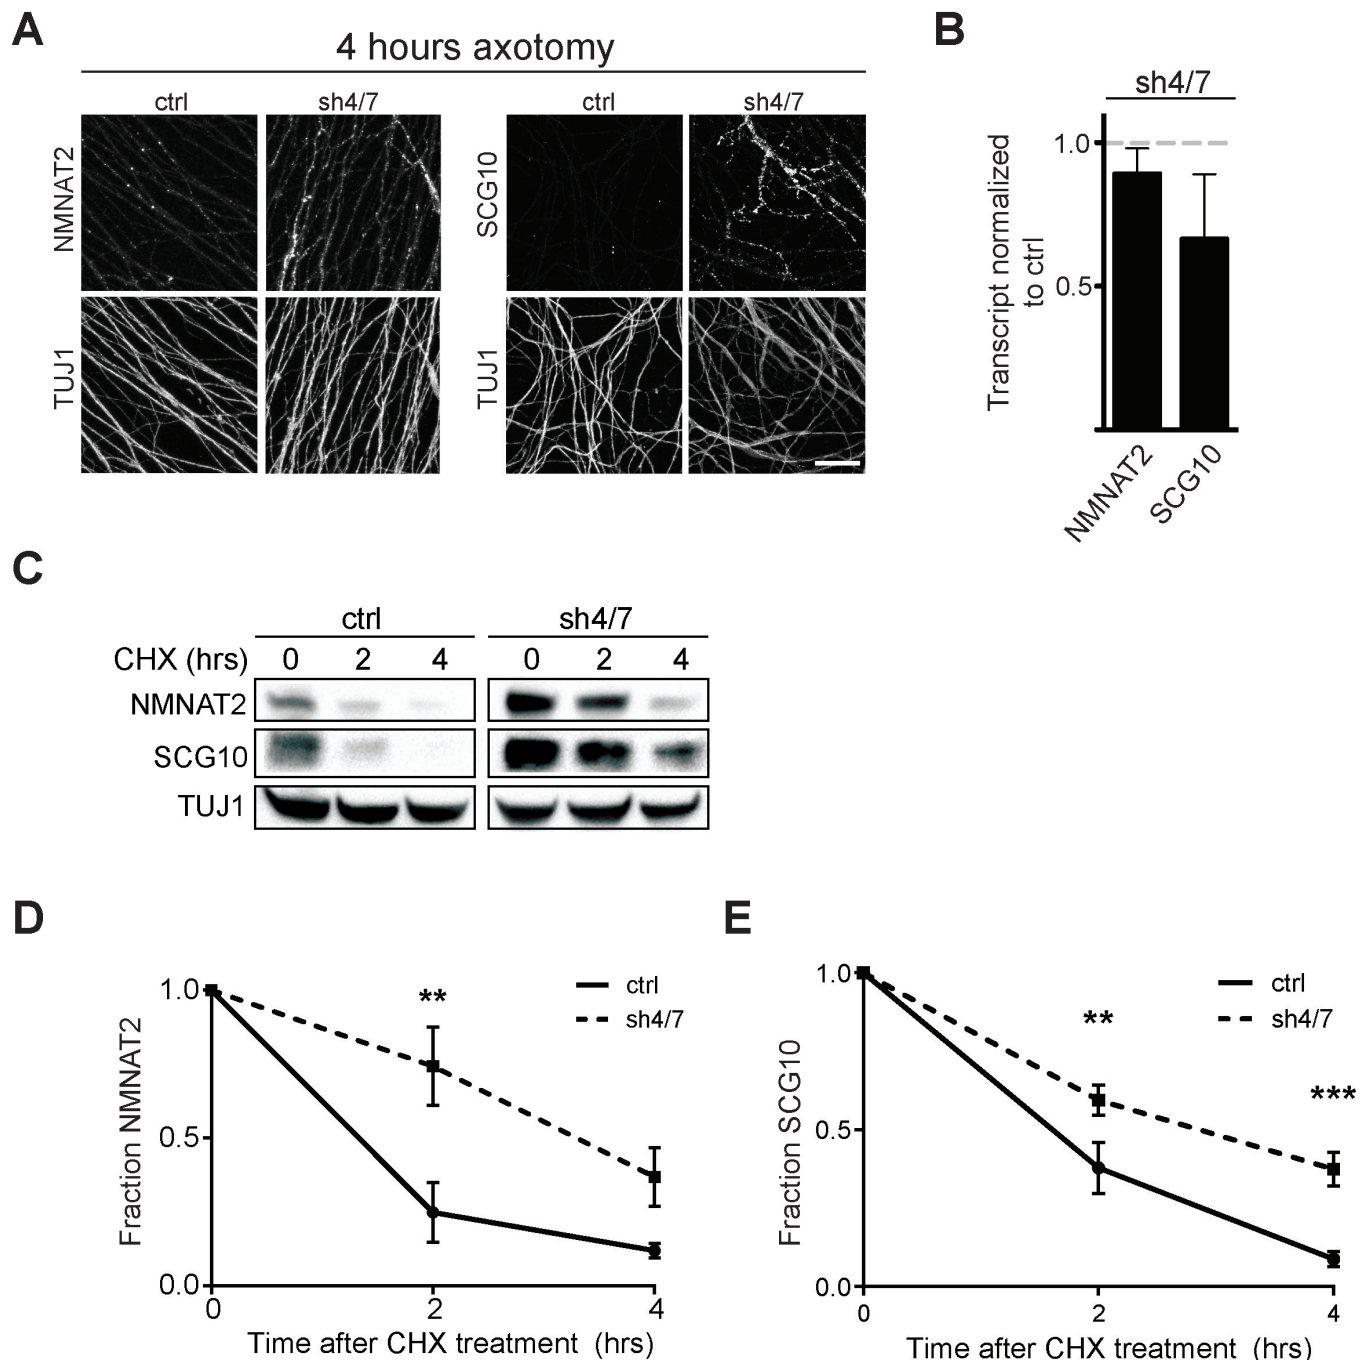 A
4 hours axotomy
ctrl
sh4/7
ctrl
sh4/7
NMNAT2
SCG10
TUJ1
TUJ1
B
sh4/7
Transcript normalized
to ctrl
1.0
0.5
NMNAT2
SCG10
C
ctrl
sh4/7
CHX (hrs)
0
2
4
0
2
4
NMNAT2
SCG10
TUJ1
D
Fraction NMNAT2
1.0
0.5
0.0
**
ctrl
sh4/7
0
2
4
Time after CHX treatment (hrs)
E
Fraction SCG10
1.0
0.5
0.0
**
***
ctrl
sh4/7
0
2
4
Time after CHX treatment (hrs)